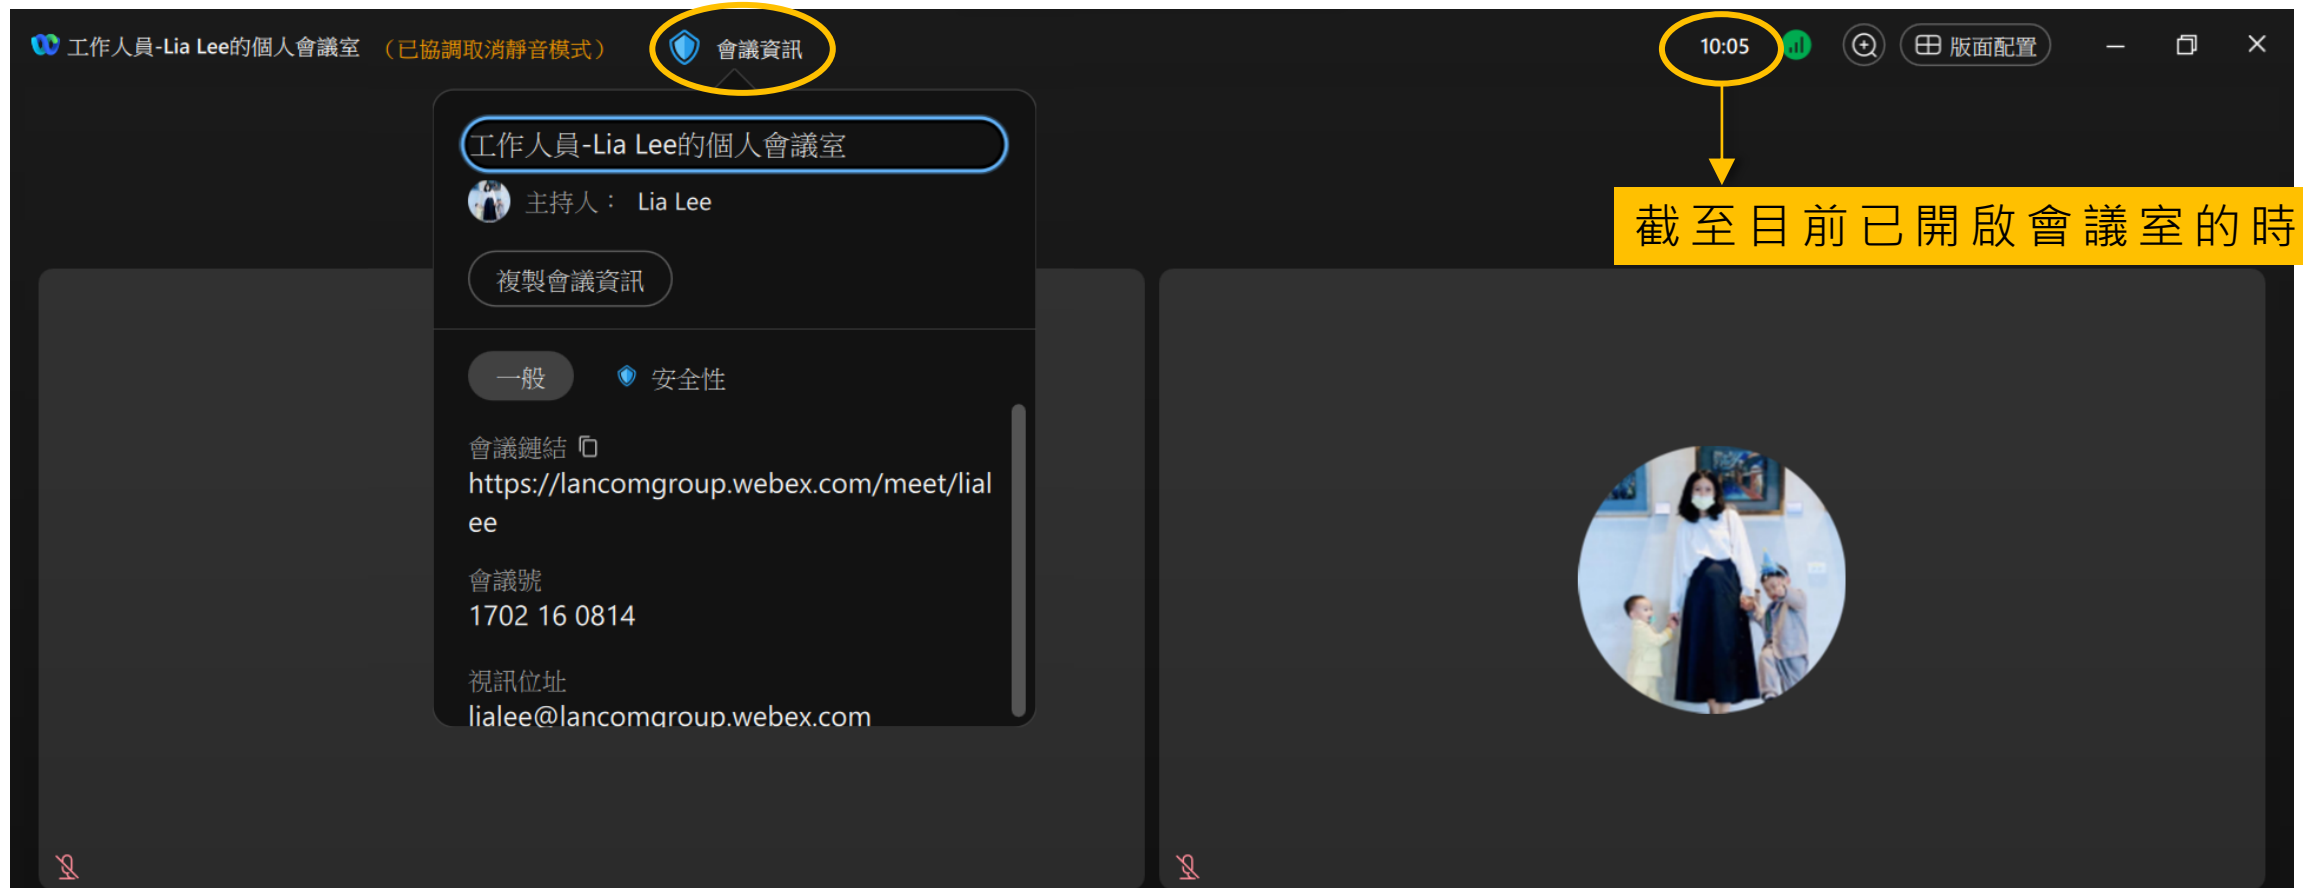 工作人員-Lia Lee的個人會議室 （已協調取消靜音模式） 會議資訊 10:05 版面配置
工作人員-Lia Lee的個人會議室
主持人： Lia Lee
截至目前已開啟會議室的時
複製會議資訊
一般 安全性
會議鏈結
https://lancomgroup.webex.com/meet/lial
ee
會議號
1702 16 0814
視訊位址
lialee@lancomgroup.webex.com